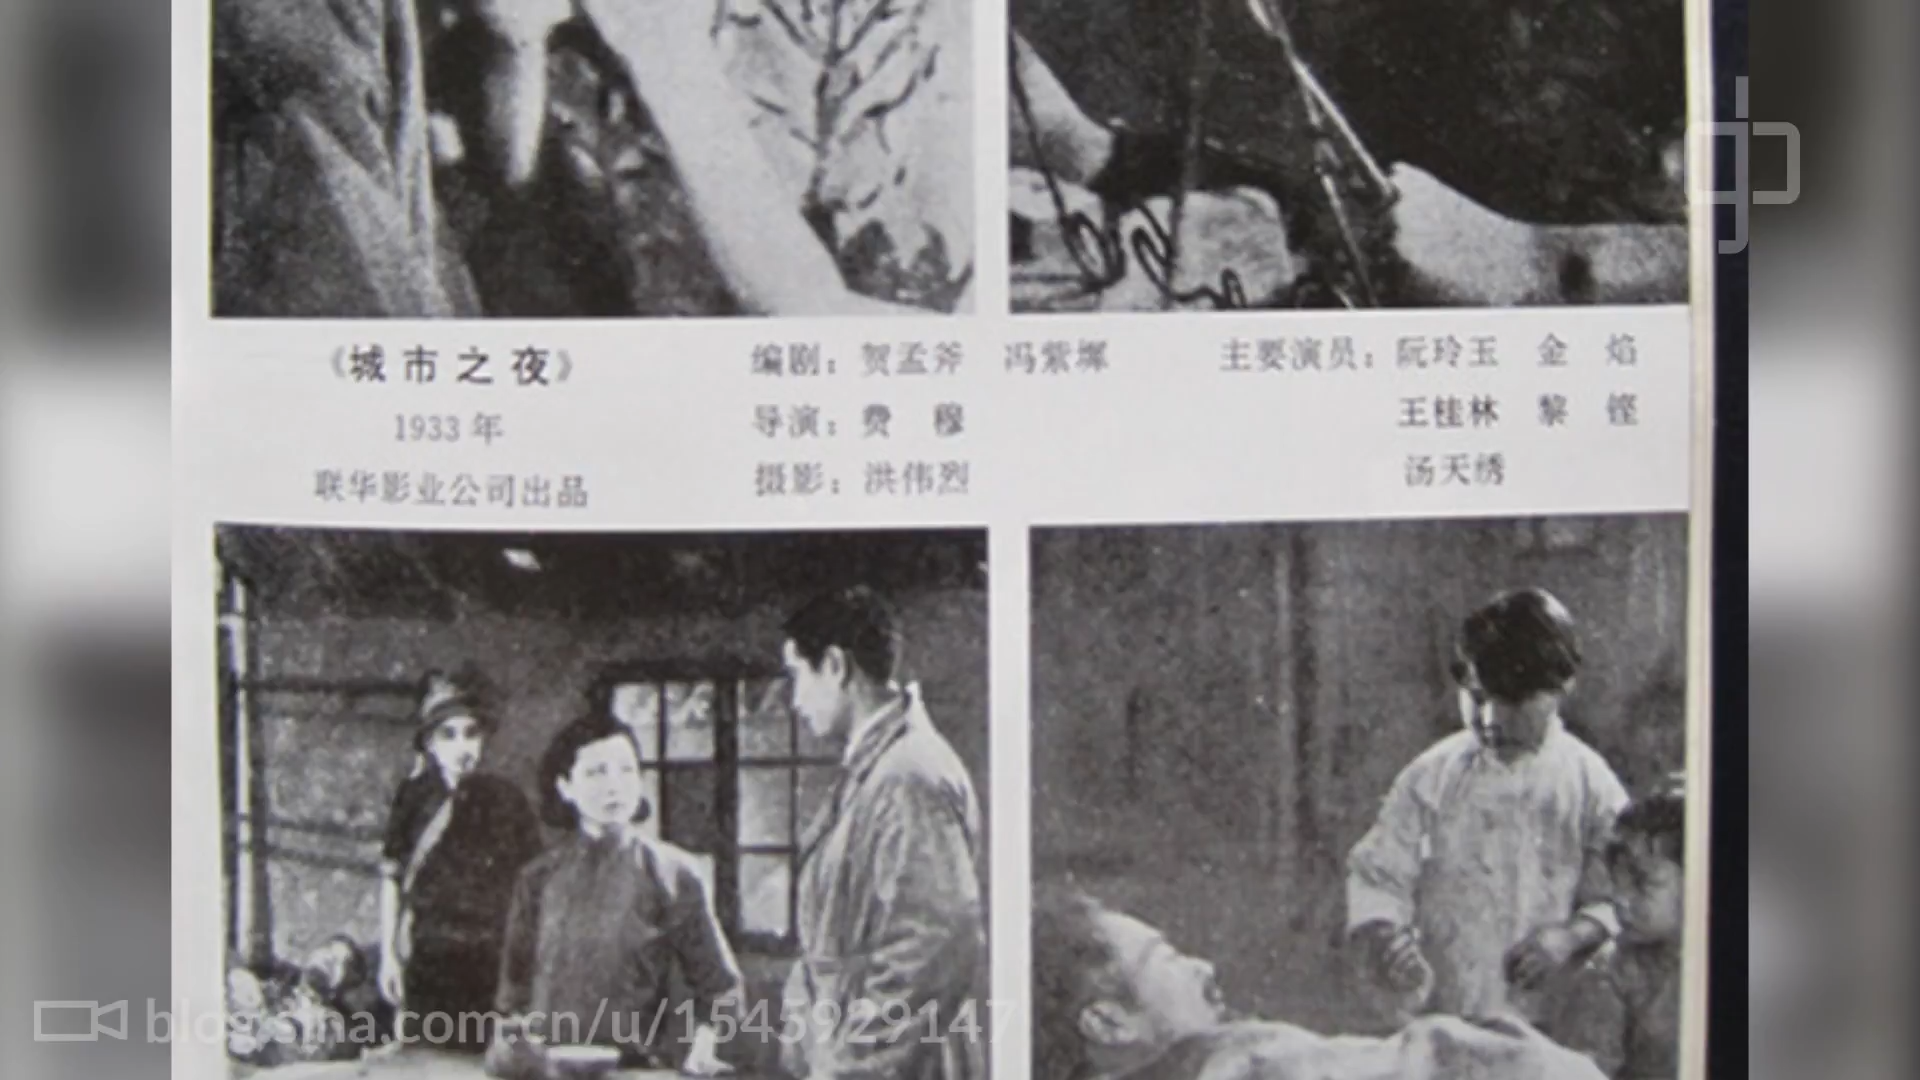 《城市之夜》
1933年
联华影业公司出品
编剧：贺孟斧 冯紫墀
导演：费 穆
摄影：洪伟烈
主要演员：阮玲玉 金 焰
王桂林 黎 铿
汤天绣
blog.sina.com.cn/u/1545929147